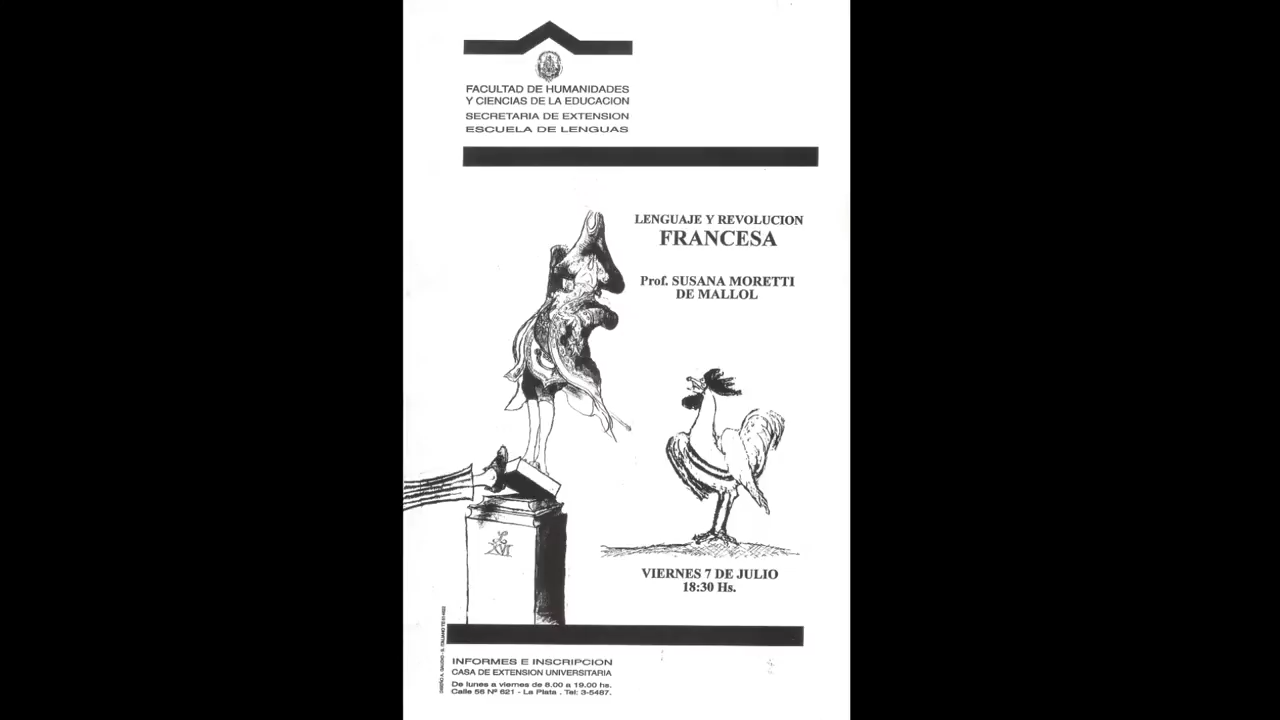 FACULTAD DE HUMANIDADES
Y CIENCIAS DE LA EDUCACION
SECRETARIA DE EXTENSION
ESCUELA DE LENGUAS
LENGUAJE Y REVOLUCION
FRANCESA
Prof. SUSANA MORETTI
DE MALLOL
L
XVI
VIERNES 7 DE JULIO
18:30 Hs.
INFORMES E INSCRIPCION
CASA DE EXTENSION UNIVERSITARIA
De lunes a viernes de 8.00 a 19.00 hs.
Calle 56 Nº 621 - La Plata . Tel: 3-5487.